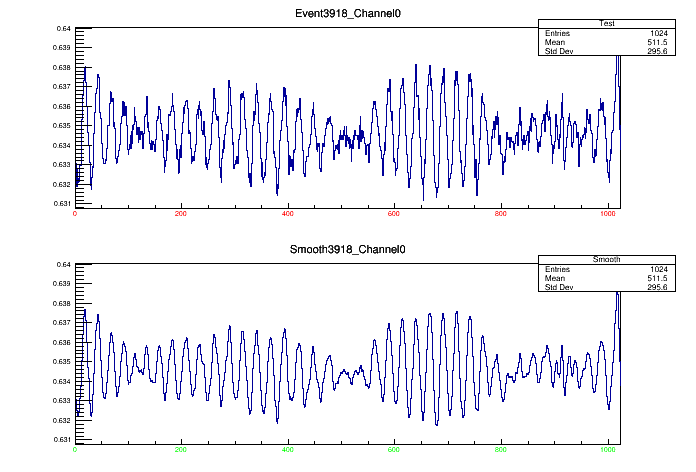 Event3918_Channel0
Test
Entries 1024
Mean 511.5
Std Dev 295.6
0.64
0.639
0.638
0.637
0.636
0.635
0.634
0.633
0.632
0.631
0 200 400 600 800 1000
Smooth3918_Channel0
Smooth
Entries 1024
Mean 511.5
Std Dev 295.6
0.64
0.639
0.638
0.637
0.636
0.635
0.634
0.633
0.632
0.631
0 200 400 600 800 1000